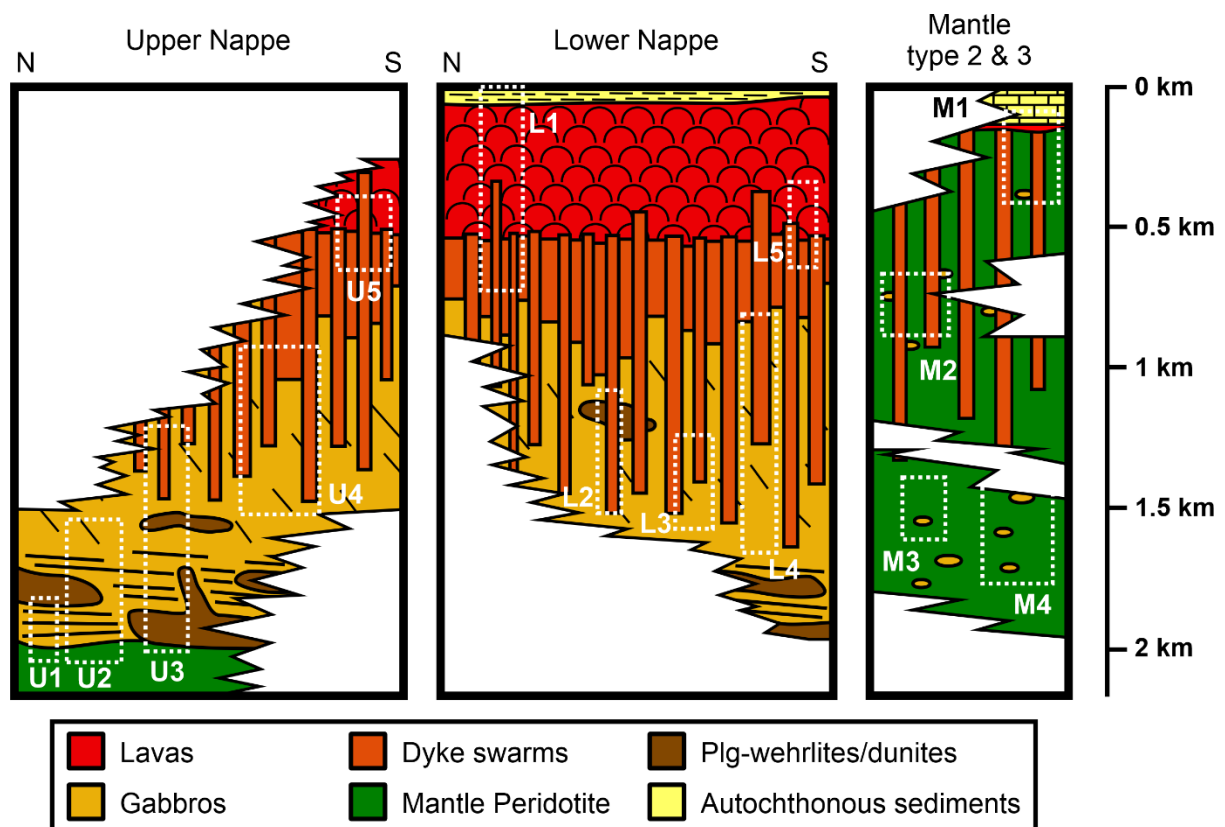 Upper Nappe
Lower Nappe
Mantle
type 2 & 3
N
S
N
S
0 km
M1
L1
0.5 km
U5
L5
M2
1 km
U4
L2
L3
1.5 km
M3
L4
M4
U1
U2
U3
2 km
Lavas
Dyke swarms
Plg-wehrlites/dunites
Gabbros
Mantle Peridotite
Autochthonous sediments